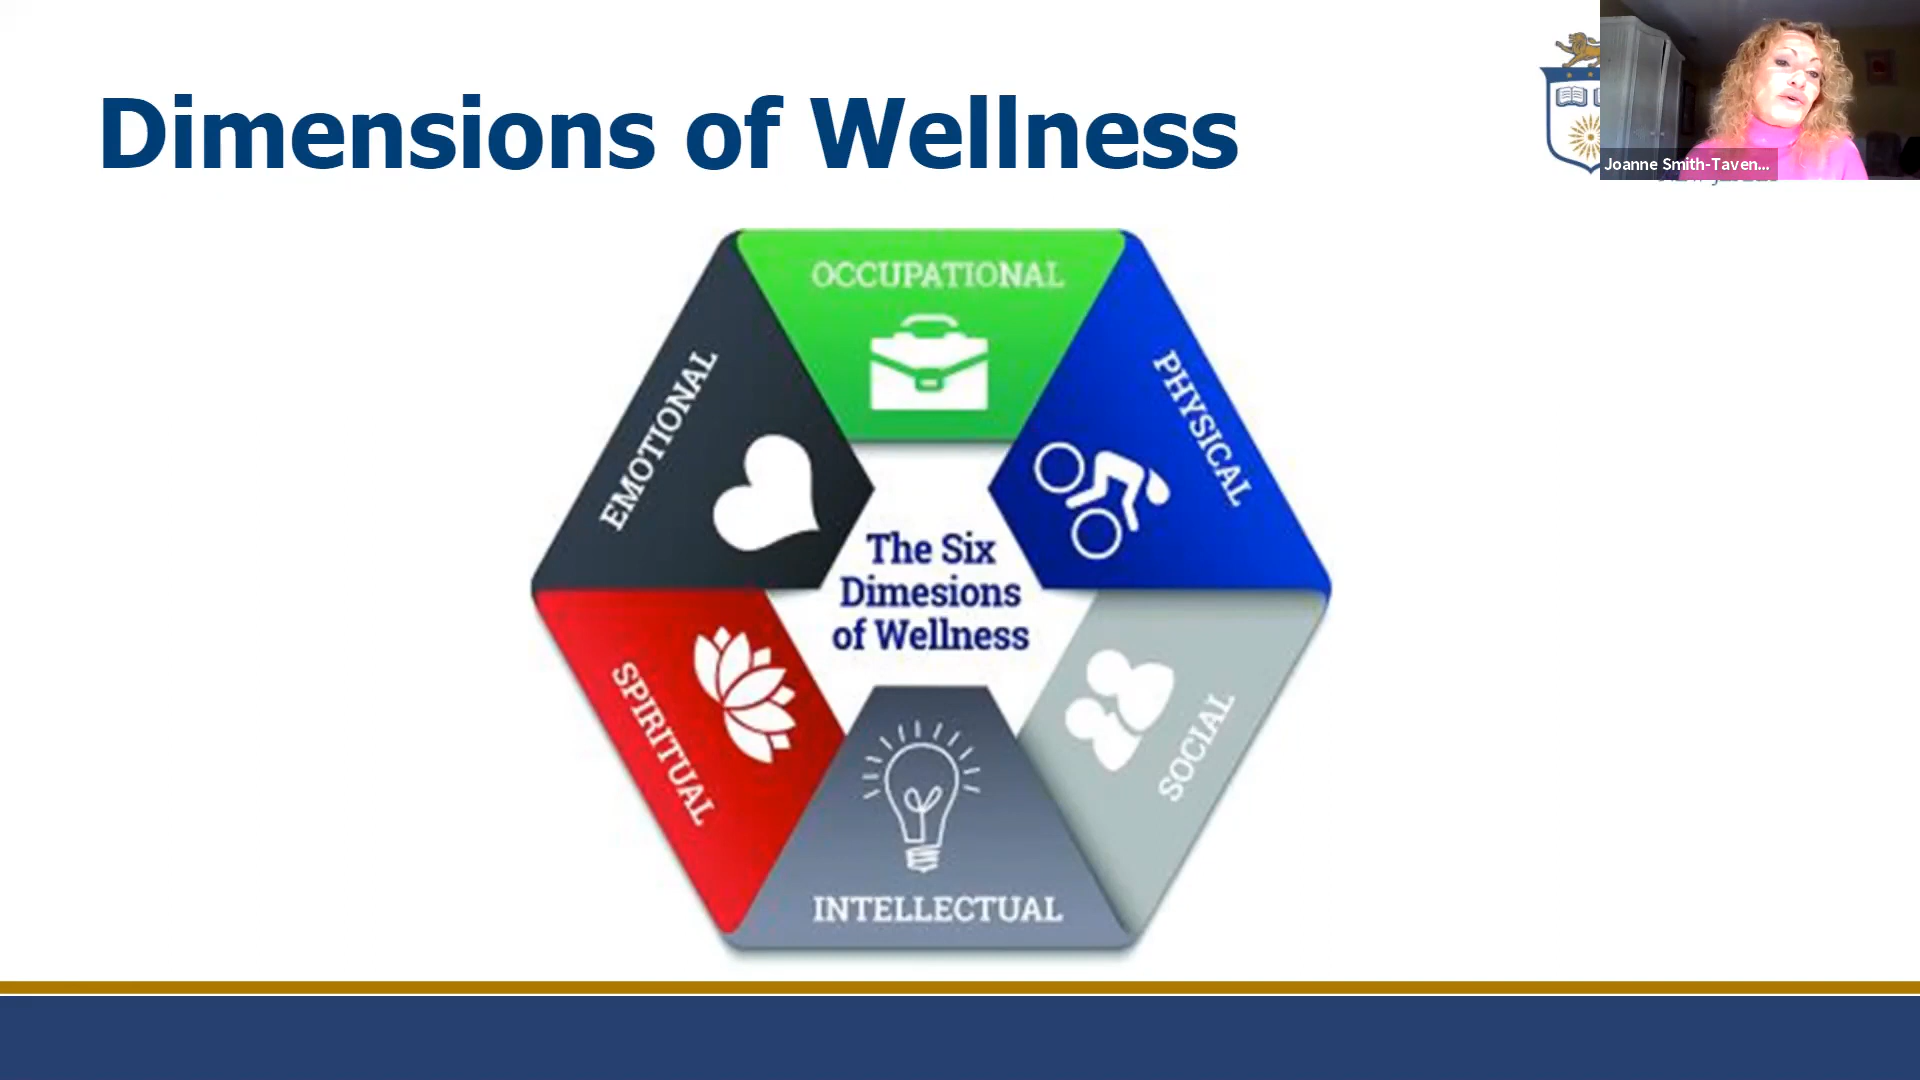 Dimensions of Wellness
Joanne Smith-Taven...
OCCUPATIONAL
EMOTIONAL
PHYSICAL
The Six
Dimesions
of Wellness
SPIRITUAL
SOCIAL
INTELLECTUAL